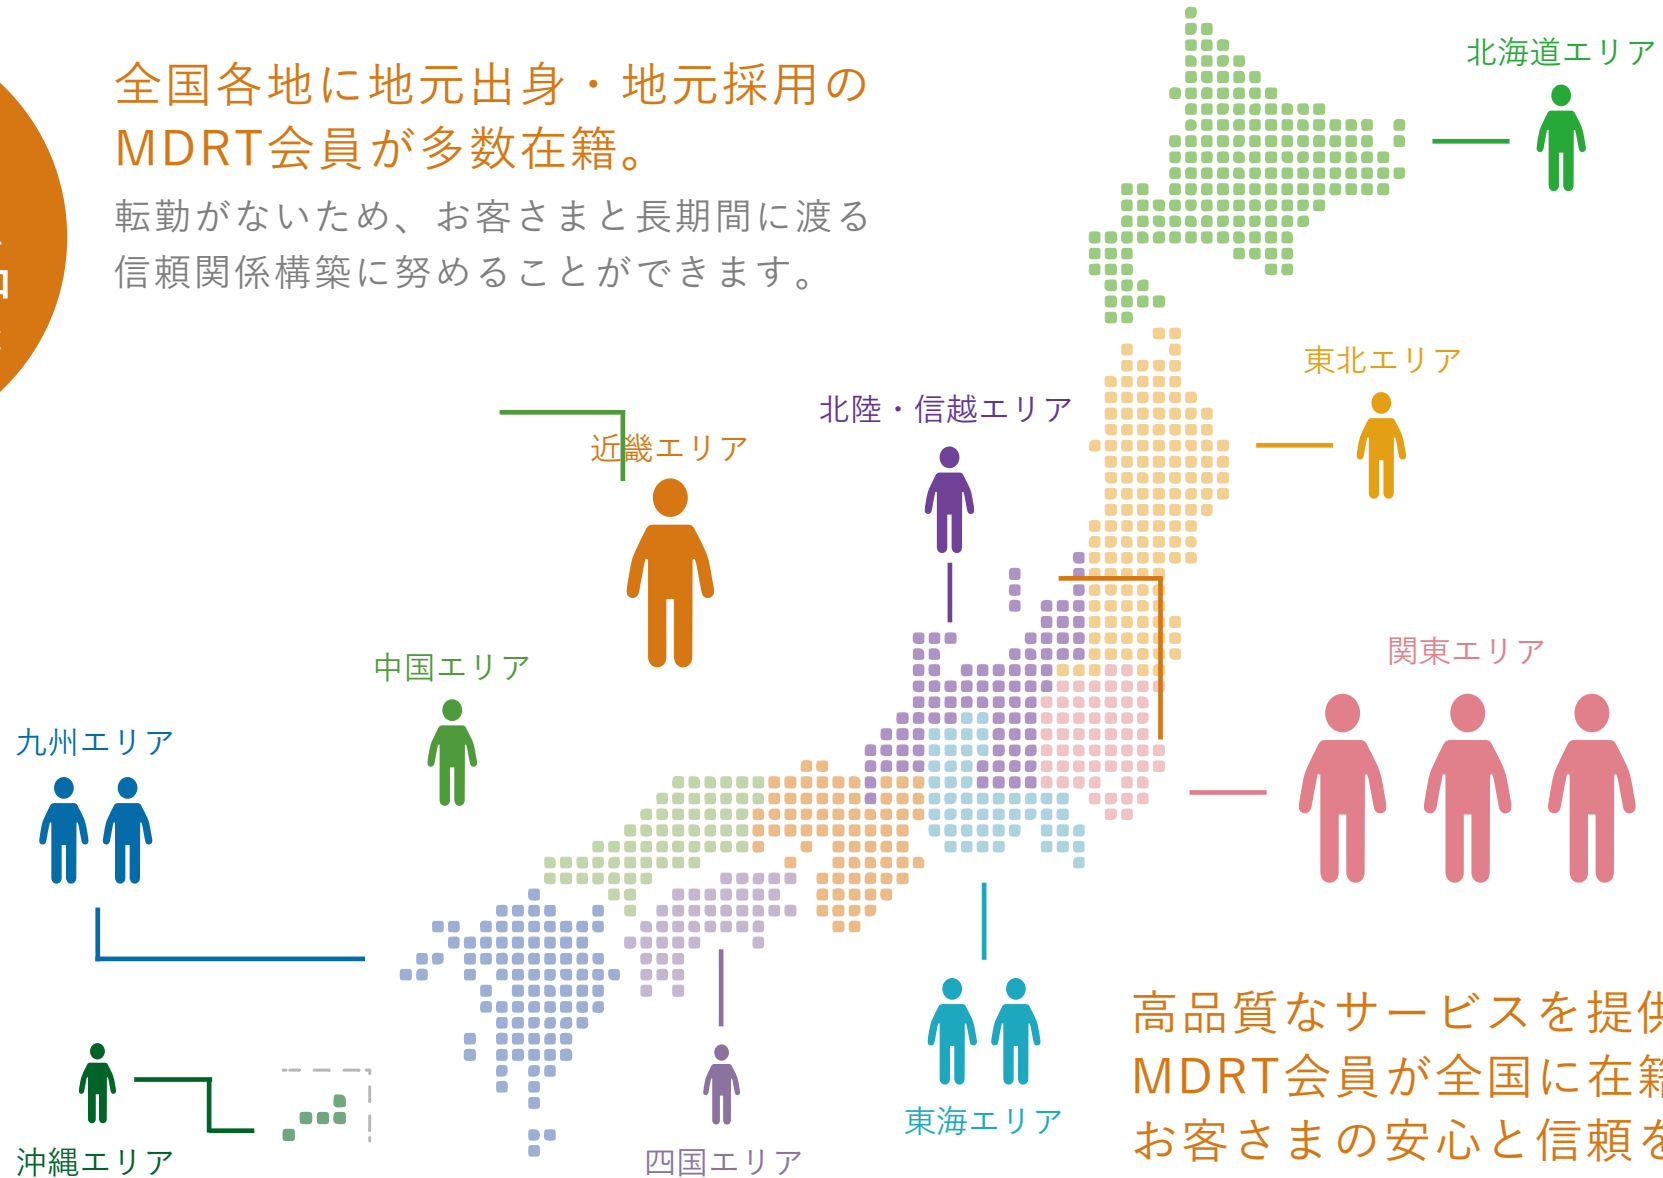 全国各地に地元出身・地元採用の
MDRT会員が多数在籍。
転勤がないため、お客さまと長期間に渡る
信頼関係構築に努めることができます。
北海道エリア
東北エリア
北陸・信越エリア
近畿エリア
関東エリア
中国エリア
九州エリア
高品質なサービスを提供
MDRT会員が全国に在籍
お客さまの安心と信頼を
東海エリア
四国エリア
沖縄エリア